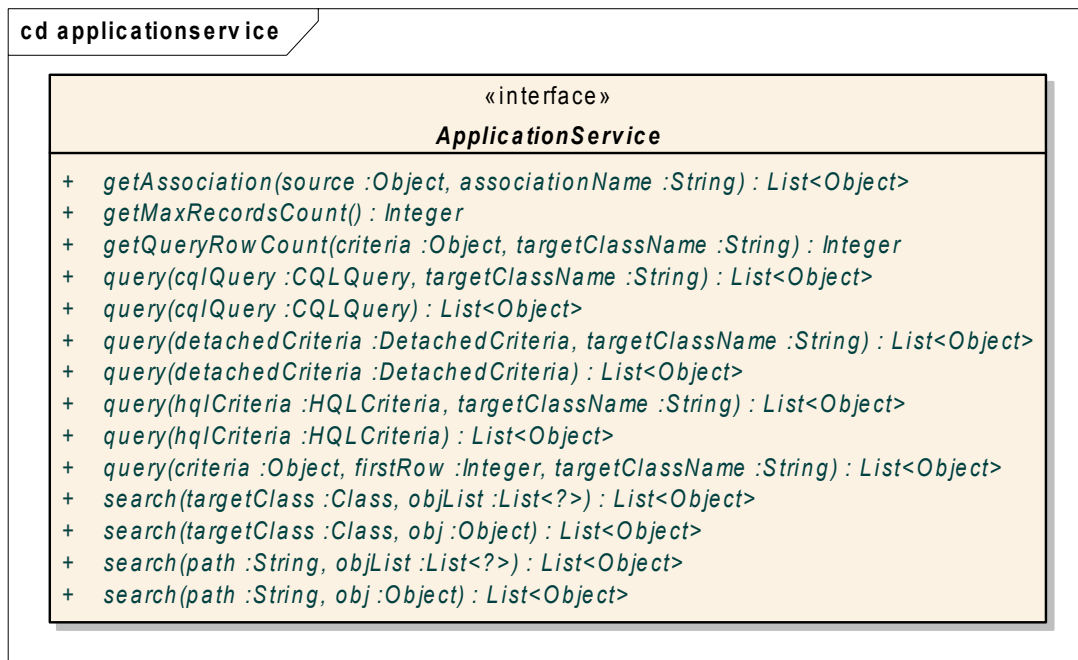 cd applicationservice
«interface»
ApplicationService
+ getAssociation(source :Object, associationName :String) : List<Object>
+ getMaxRecordsCount() : Integer
+ getQueryRowCount(criteria :Object, targetClassName :String) : Integer
+ query(cqlQuery :CQLQuery, targetClassName :String) : List<Object>
+ query(cqlQuery :CQLQuery) : List<Object>
+ query(detachedCriteria :DetachedCriteria, targetClassName :String) : List<Object>
+ query(detachedCriteria :DetachedCriteria) : List<Object>
+ query(hqlCriteria :HQLCriteria, targetClassName :String) : List<Object>
+ query(hqlCriteria :HQLCriteria) : List<Object>
+ query(criteria :Object, firstRow :Integer, targetClassName :String) : List<Object>
+ search(targetClass :Class, objList :List<?>) : List<Object>
+ search(targetClass :Class, obj :Object) : List<Object>
+ search(path :String, objList :List<?>) : List<Object>
+ search(path :String, obj :Object) : List<Object>